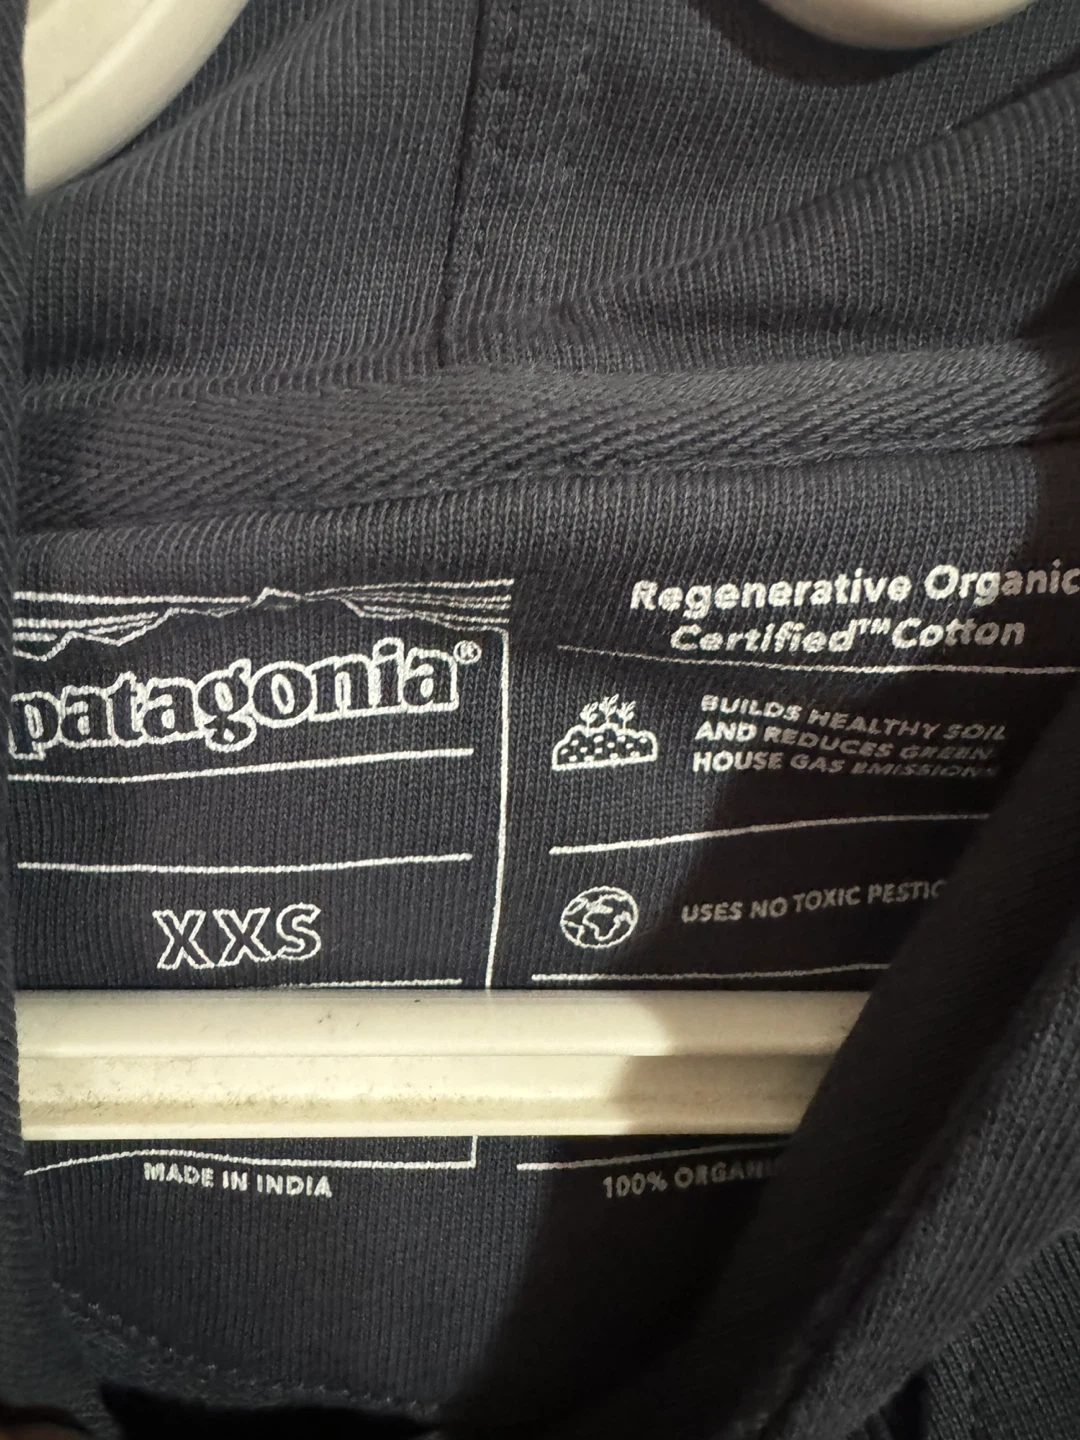 patagonia®
XXS
MADE IN INDIA
Regenerative Organic
Certified™ Cotton
BUILDS HEALTHY SOIL
AND REDUCES GREEN
HOUSE GAS EMISSIONS
USES NO TOXIC
100% ORGANIC